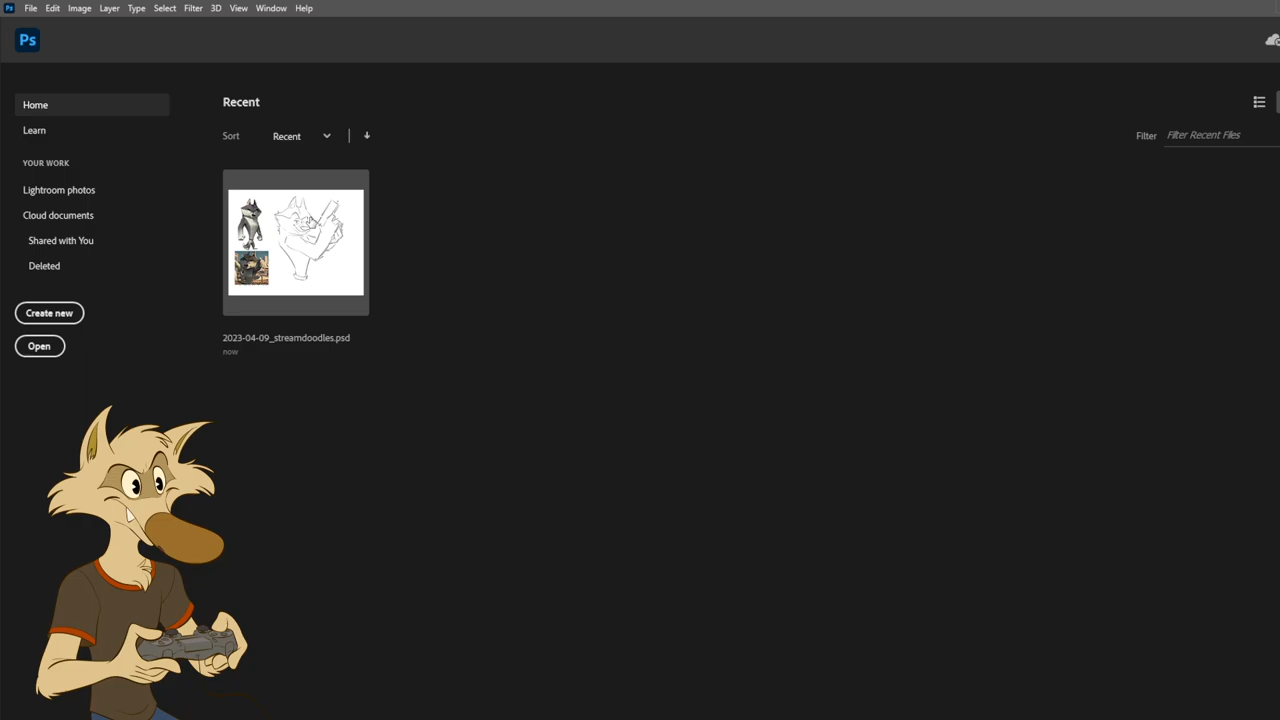 Ps File Edit Image Layer Type Select Filter 3D View Window Help
Ps
Home
Learn
YOUR WORK
Lightroom photos
Cloud documents
Shared with You
Deleted
Create new
Open
Recent
Sort Recent
Filter Filter Recent Files
2023-04-09_streamdoodles.psd
now